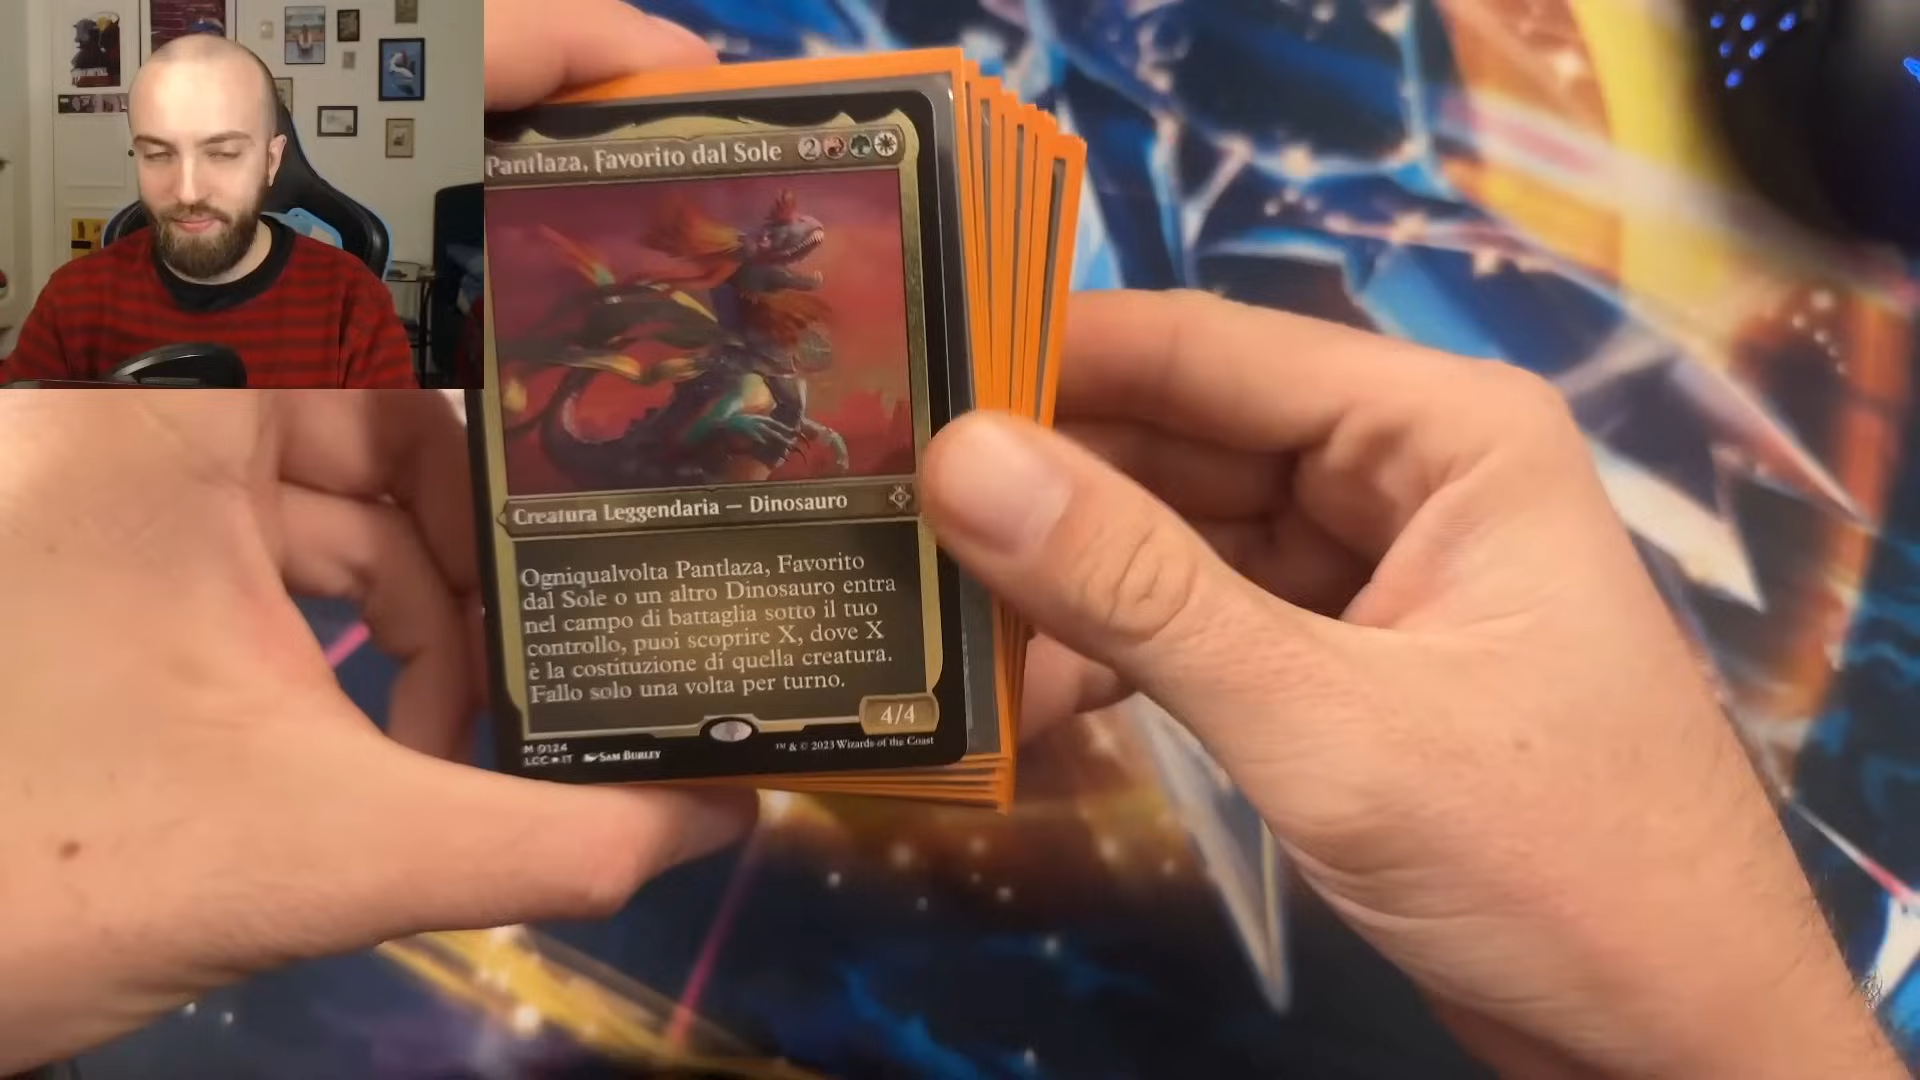 Pantlaza, Favorito dal Sole 2
Creatura Leggendaria — Dinosauro
Ogniqualvolta Pantlaza, Favorito
dal Sole o un altro Dinosauro entra
nel campo di battaglia sotto il tuo
controllo, puoi scoprire X, dove X
è la costituzione di quella creatura.
Fallo solo una volta per turno.
4/4
M 0124
LCC ★ IT SAM BURLEY
™ & © 2023 Wizards of the Coast